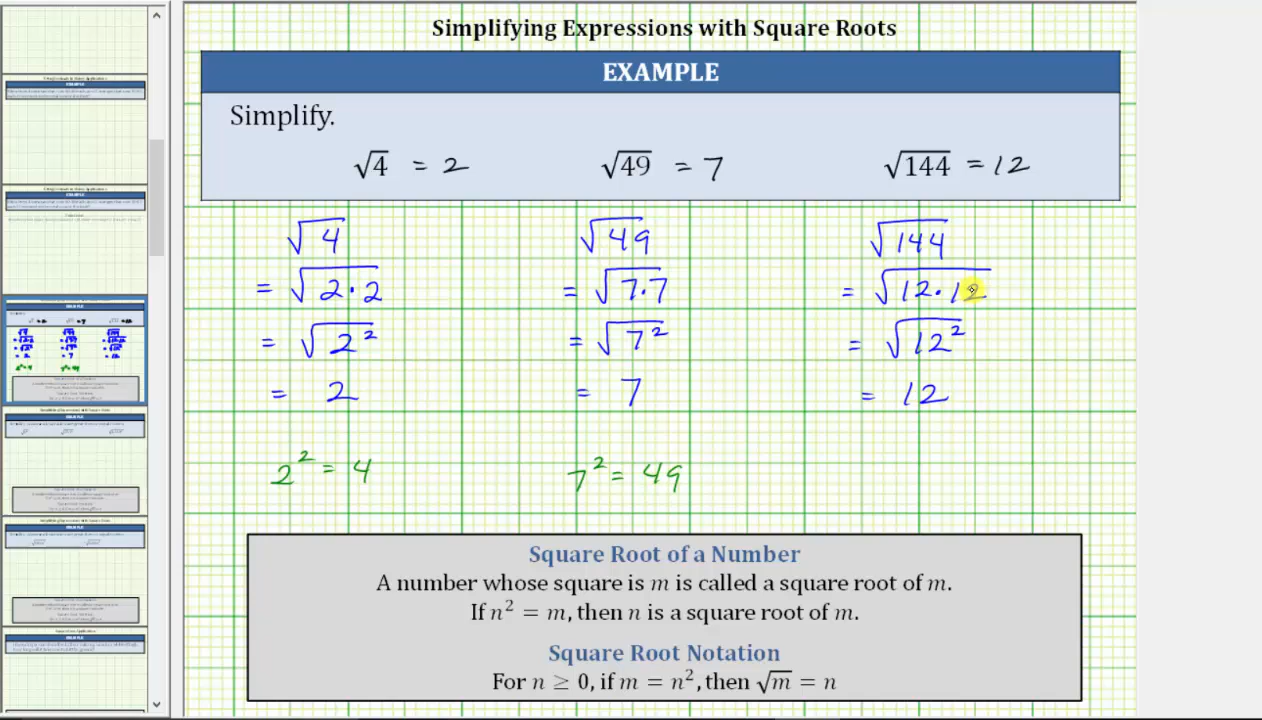 Simplifying Expressions with Square Roots
EXAMPLE
Simplify.
√4 = 2 √49 = 7 √144 = 12
√4 √49 √144
= √2·2 = √7·7 = √12·12
= √2² = √7² = √12²
= 2 = 7 = 12
2² = 4 7² = 49
Square Root of a Number
A number whose square is m is called a square root of m.
If n² = m, then n is a square root of m.
Square Root Notation
For n ≥ 0, if m = n², then √m = n